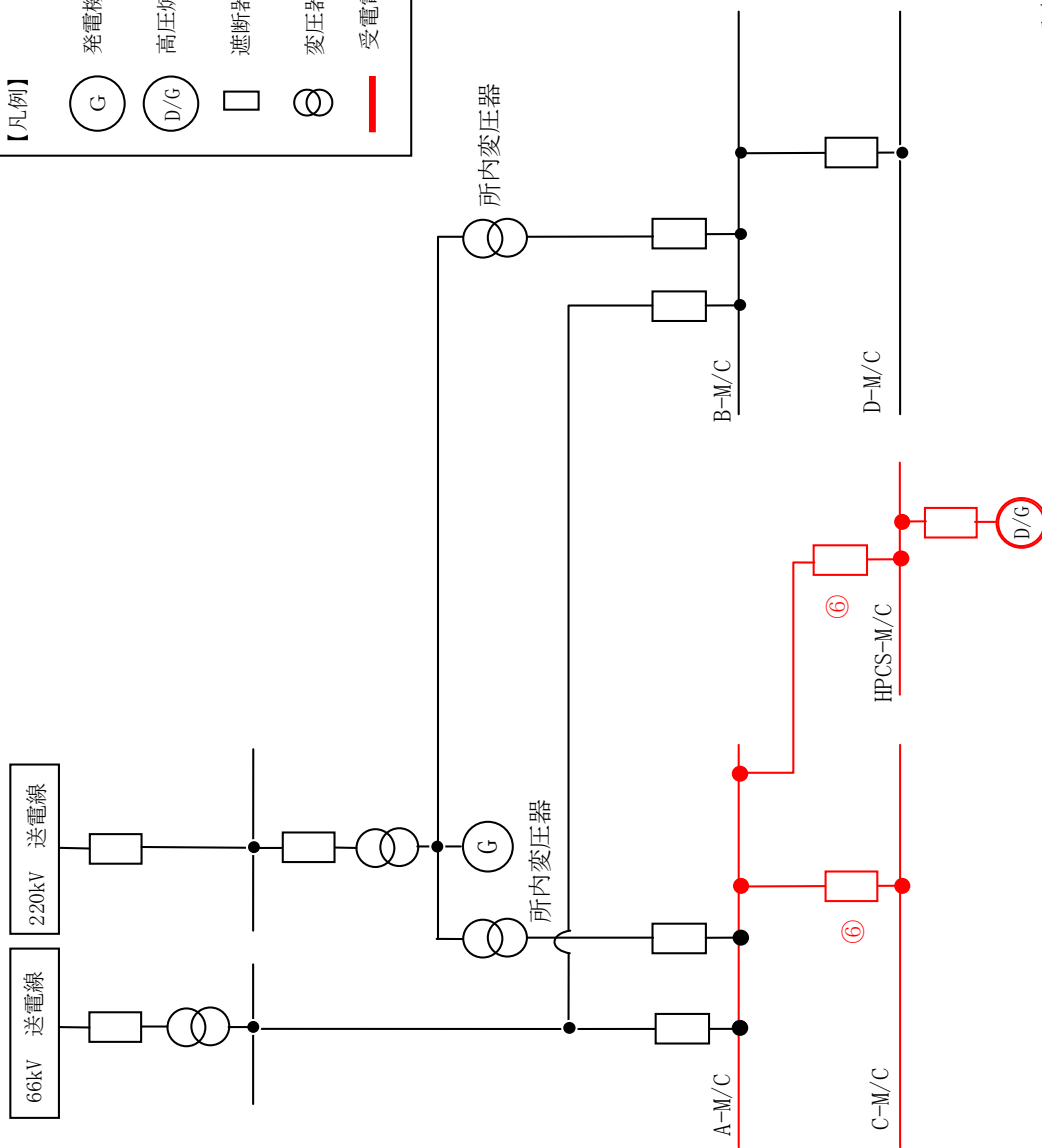 66kV 送電線
220kV 送電線
【凡例】
G 発電機
D/G 高圧炉
遮断器
変圧器
受電
所内変圧器
所内変圧器
G
A-M/C
B-M/C
⑥
⑥
C-M/C
HPCS-M/C
D-M/C
D/G